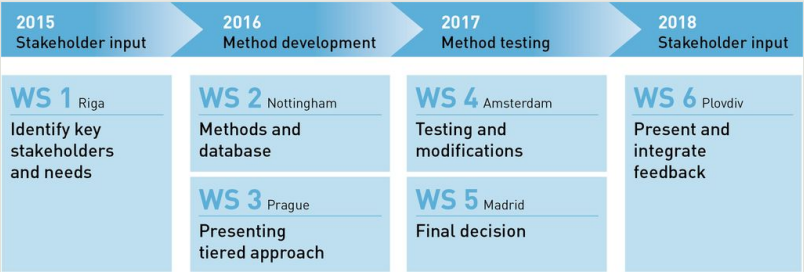 2015
Stakeholder input
2016
Method development
2017
Method testing
2018
Stakeholder input
WS 1 Riga
Identify key
stakeholders
and needs
WS 2 Nottingham
Methods and
database
WS 3 Prague
Presenting
tiered approach
WS 4 Amsterdam
Testing and
modifications
WS 5 Madrid
Final decision
WS 6 Plovdiv
Present and
integrate
feedback